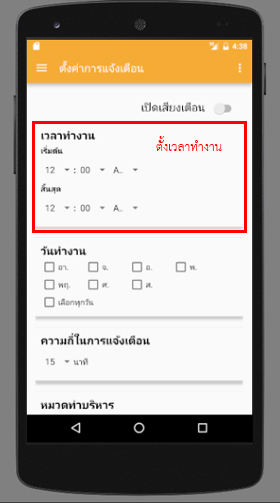 4:38
ตั้งค่าการแจ้งเตือน
เปิดเสียงเตือน
เวลาทำงาน
ตั้งเวลาทำงาน
เริ่มต้น
12 : 00 A..
สิ้นสุด
12 : 00 A..
วันทำงาน
อา. จ. อ. พ.
พฤ. ศ. ส.
เลือกทุกวัน
ความถี่ในการแจ้งเตือน
15 นาที
หมวดท่าบริหาร